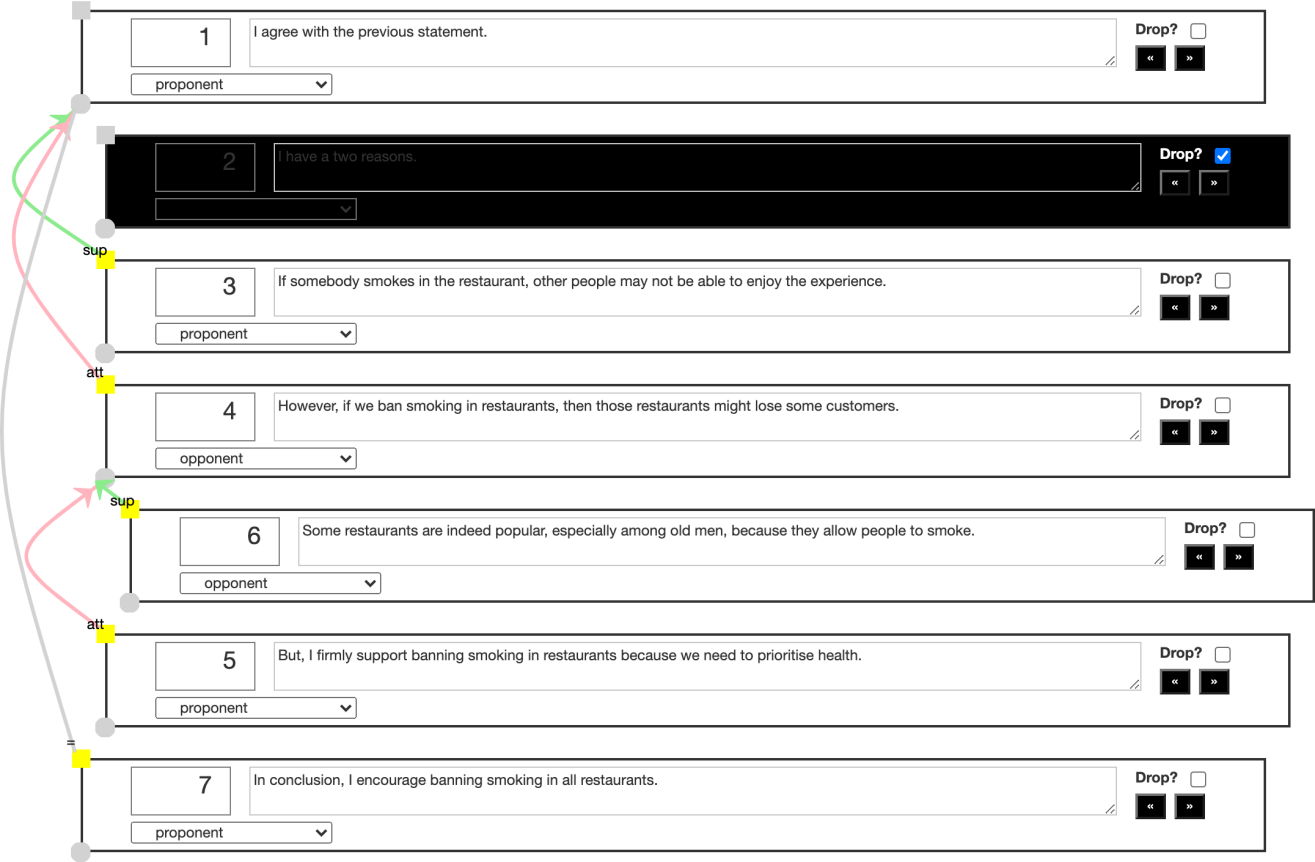 1
I agree with the previous statement.
Drop?
« »
proponent
2
I have a two reasons.
Drop?
« »
sup
3
If somebody smokes in the restaurant, other people may not be able to enjoy the experience.
Drop?
« »
proponent
att
4
However, if we ban smoking in restaurants, then those restaurants might lose some customers.
Drop?
« »
opponent
sup
6
Some restaurants are indeed popular, especially among old men, because they allow people to smoke.
Drop?
« »
opponent
att
5
But, I firmly support banning smoking in restaurants because we need to prioritise health.
Drop?
« »
proponent
=
7
In conclusion, I encourage banning smoking in all restaurants.
Drop?
« »
proponent